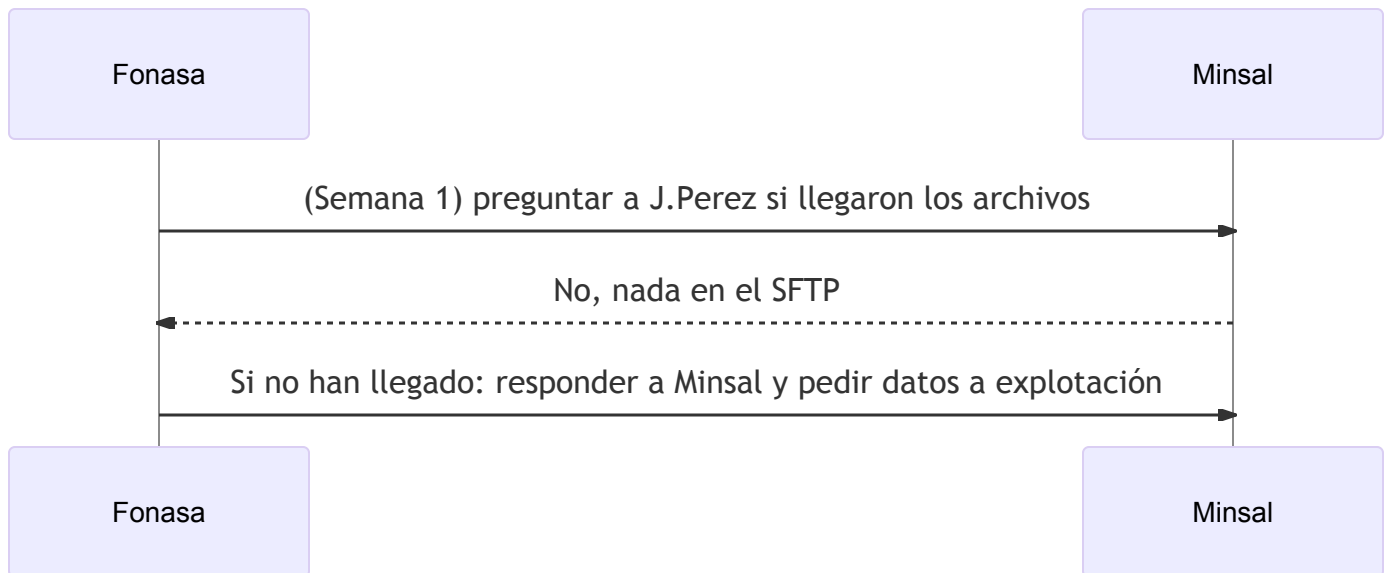 Fonasa
Minsal
(Semana 1) preguntar a J.Perez si llegaron los archivos
No, nada en el SFTP
Si no han llegado: responder a Minsal y pedir datos a explotación
Fonasa
Minsal